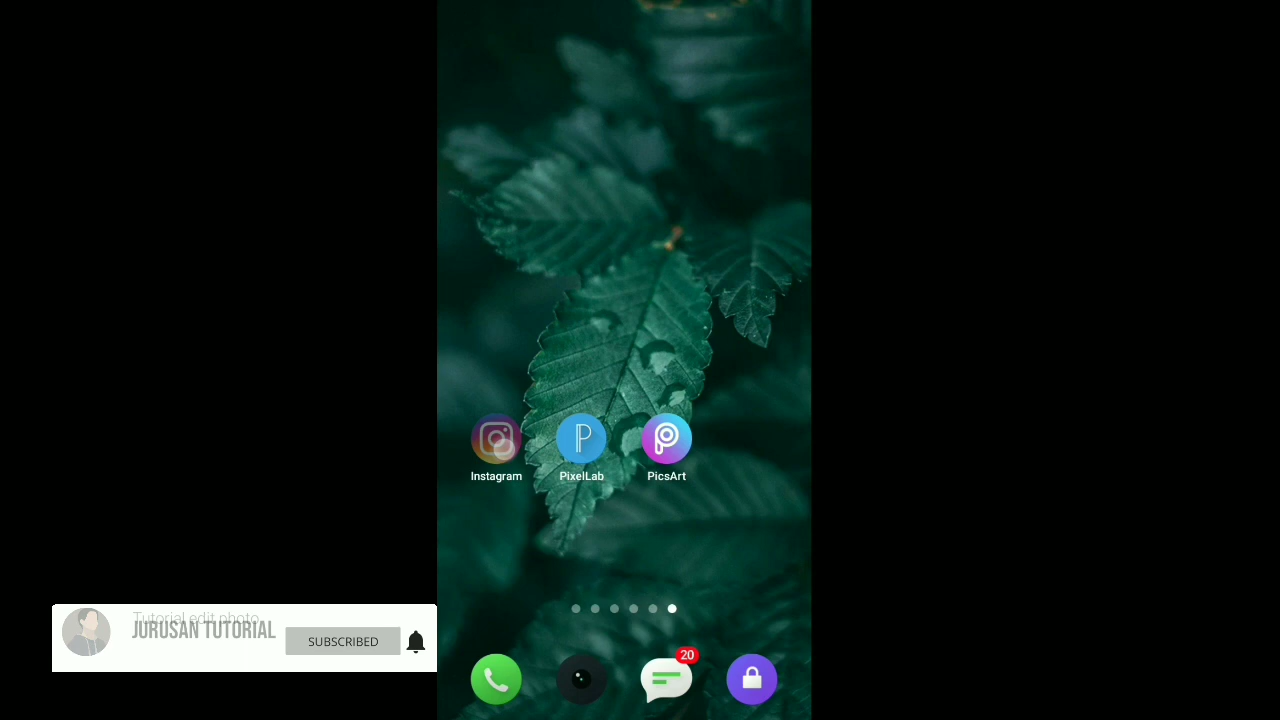 Instagram
PixelLab
PicsArt
Tutorial edit photo
JURUSAN TUTORIAL
SUBSCRIBED
20